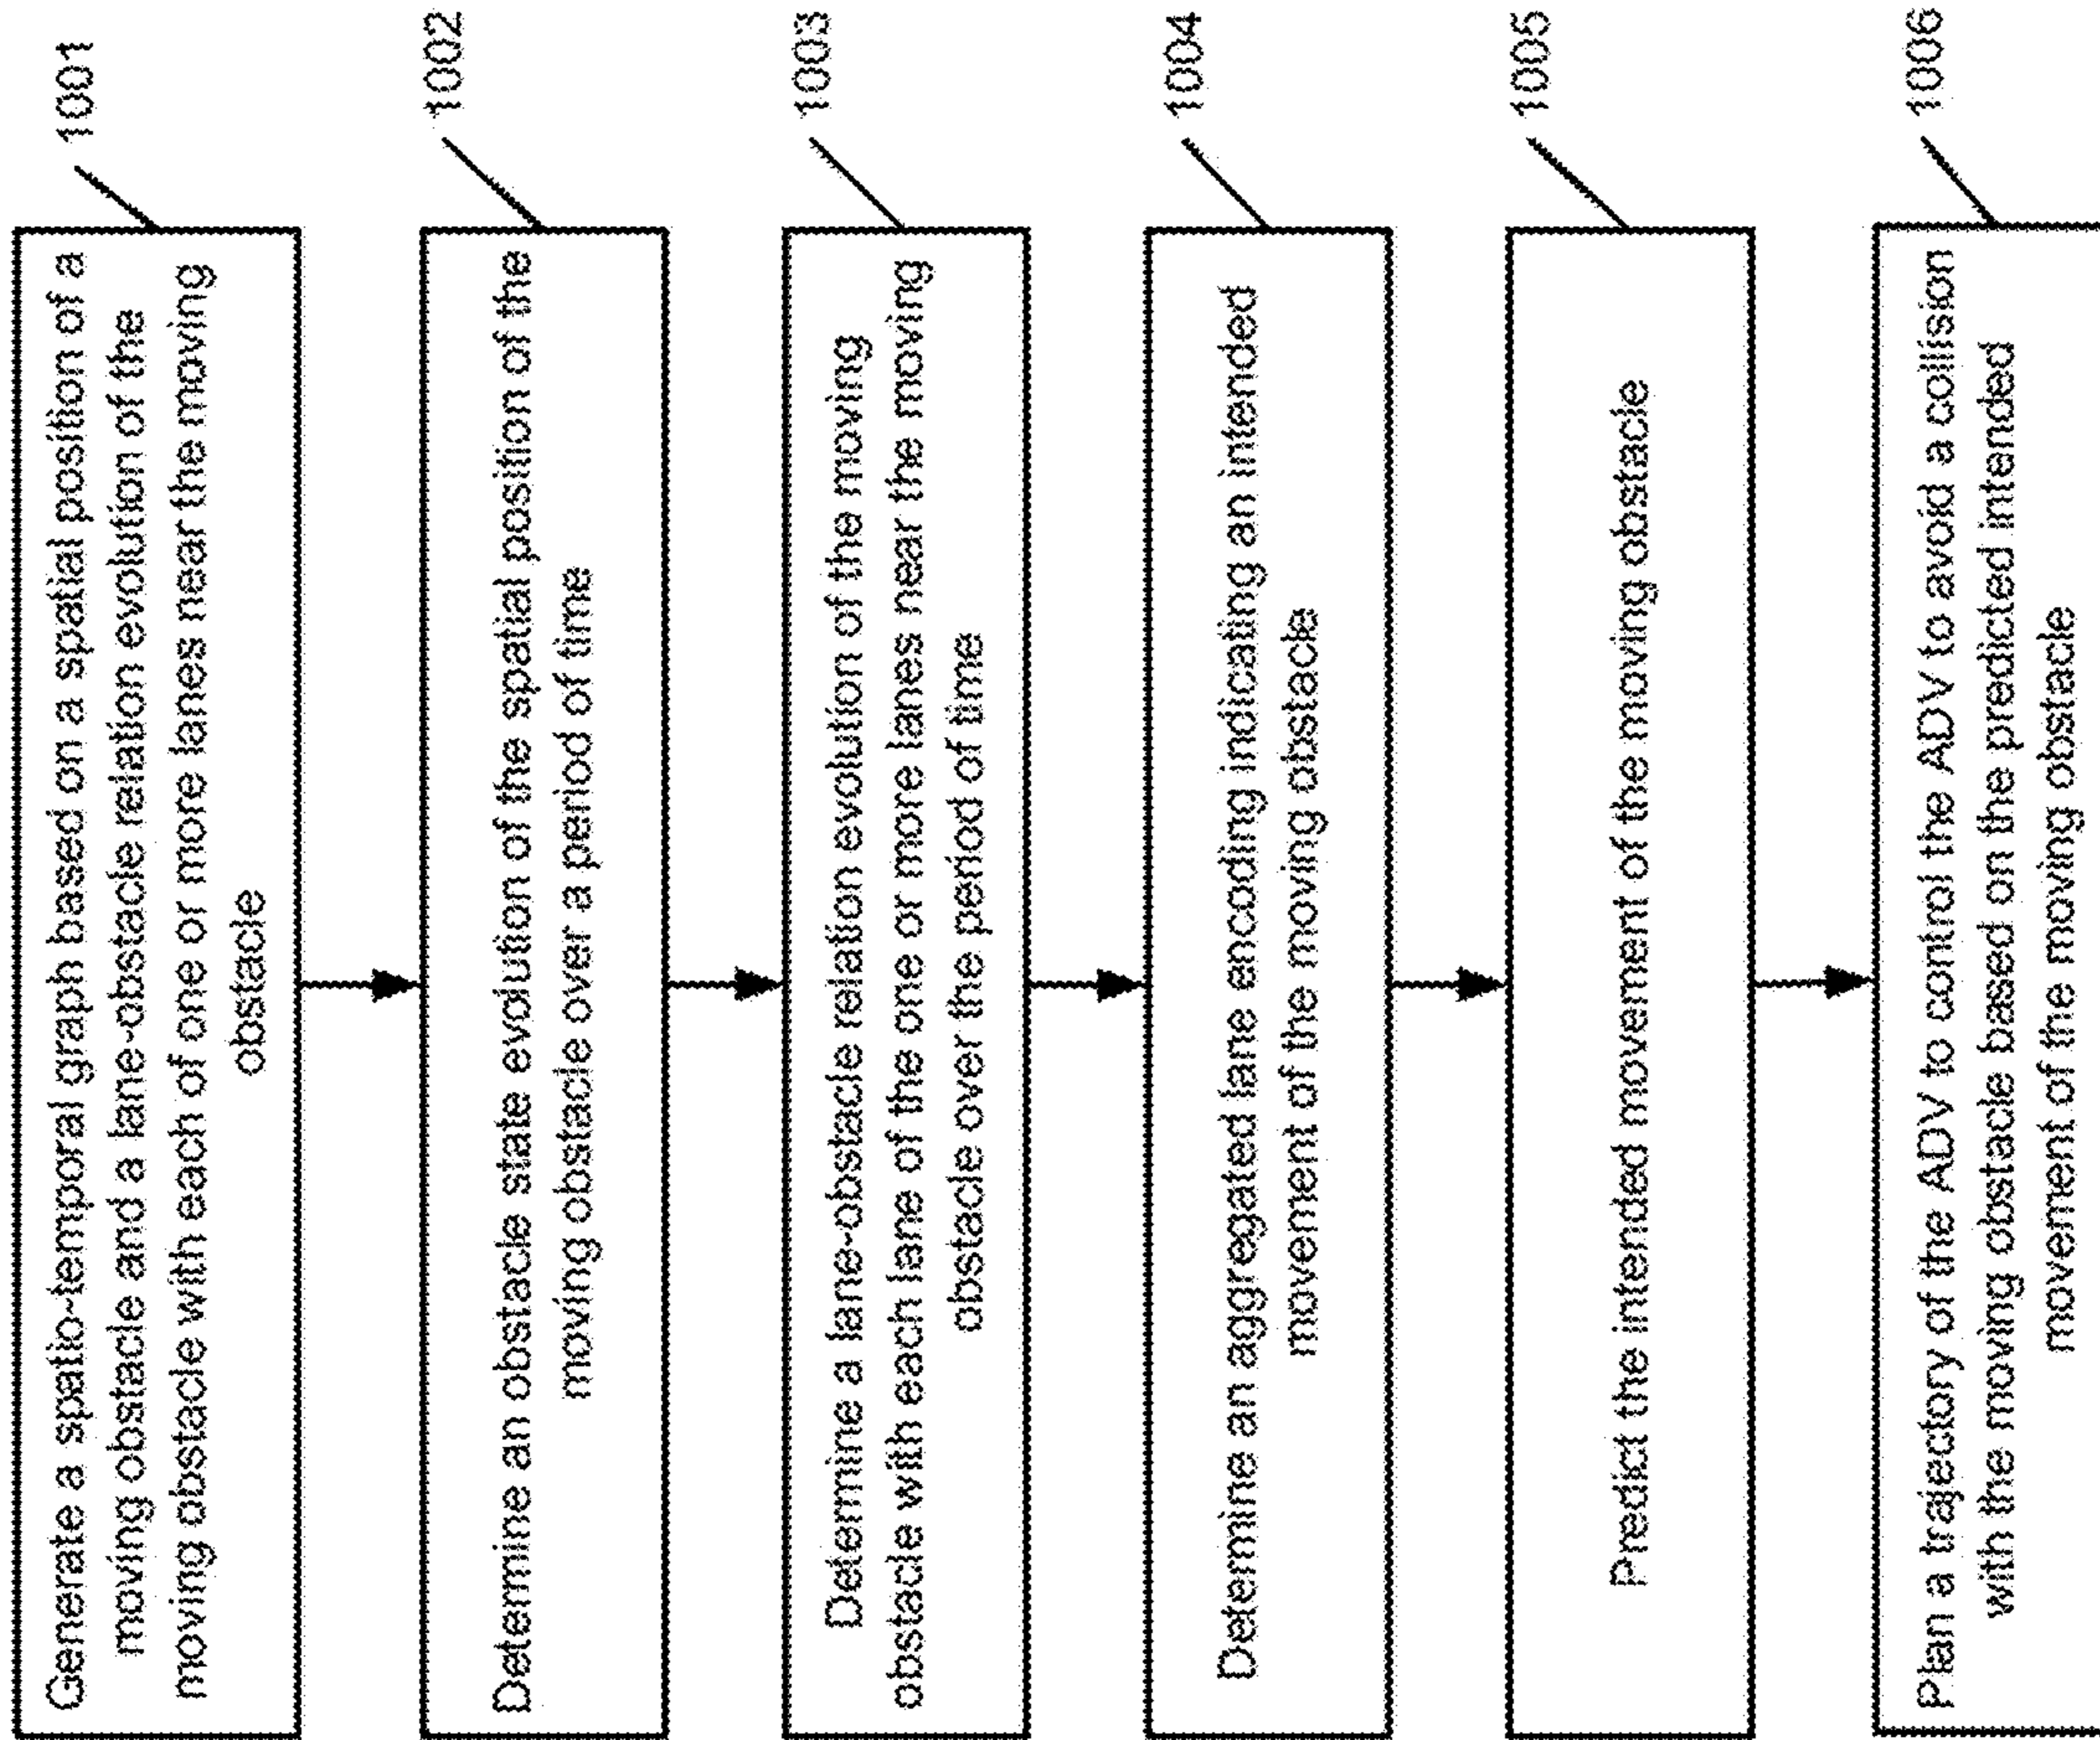 Generate a spatio-temporal graph based on a spatial position of a
moving obstacle and a lane-obstacle relation evolution of the
moving obstacle with each of one or more lanes near the moving
obstacle
1001
Determine an obstacle state evolution of the spatial position of the
moving obstacle over a period of time
1002
Determine a lane-obstacle relation evolution of the moving
obstacle with each lane of the one or more lanes near the moving
obstacle over the period of time
1003
Determine an aggregated lane encoding indicating an intended
movement of the moving obstacle
1004
Predict the intended movement of the moving obstacle
1005
Plan a trajectory of the ADV to control the ADV to avoid a collision
with the moving obstacle based on the predicted intended
movement of the moving obstacle
1006